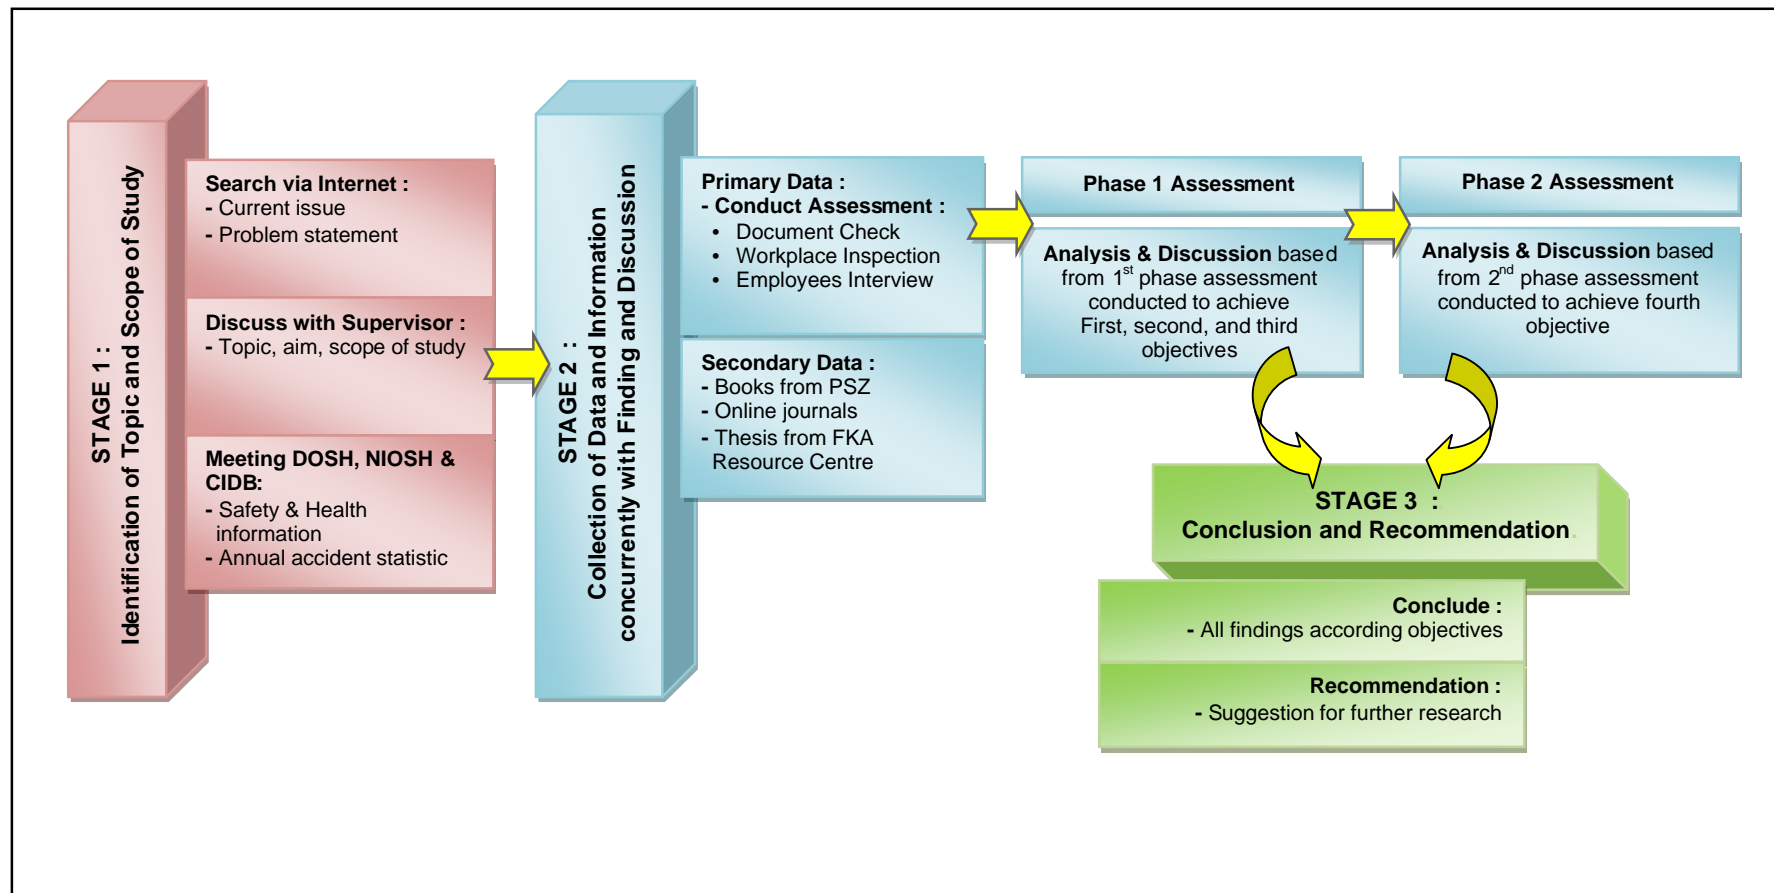 STAGE 1 :
Identification of Topic and Scope of Study
Search via Internet :
- Current issue
- Problem statement
Discuss with Supervisor :
- Topic, aim, scope of study
Meeting DOSH, NIOSH &
CIDB:
- Safety & Health
information
- Annual accident statistic
STAGE 2 :
Collection of Data and Information
concurrently with Finding and Discussion
Primary Data :
- Conduct Assessment :
• Document Check
• Workplace Inspection
• Employees Interview
Secondary Data :
- Books from PSZ
- Online journals
- Thesis from FKA
Resource Centre
Phase 1 Assessment
Analysis & Discussion based
from 1st phase assessment
conducted to achieve
First, second, and third
objectives
Phase 2 Assessment
Analysis & Discussion based
from 2nd phase assessment
conducted to achieve fourth
objective
STAGE 3 :
Conclusion and Recommendation.
Conclude :
- All findings according objectives
Recommendation :
- Suggestion for further research